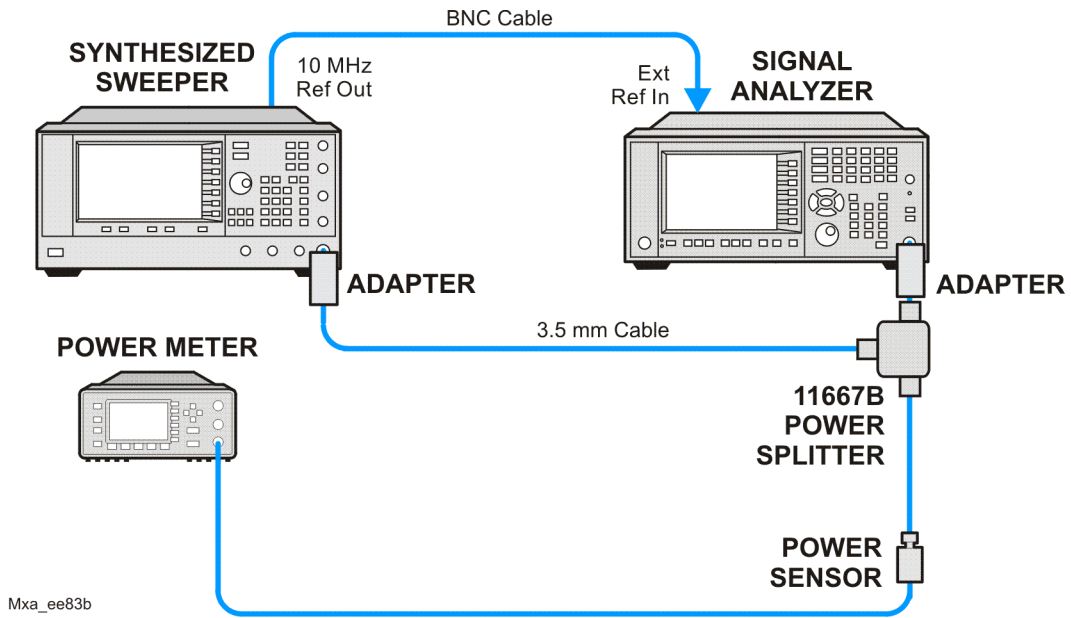 BNC Cable
SYNTHESIZED
SWEEPER
10 MHz
Ref Out
Ext
Ref In
SIGNAL
ANALYZER
ADAPTER
ADAPTER
3.5 mm Cable
POWER METER
11667B
POWER
SPLITTER
POWER
SENSOR
Mxa_ee83b